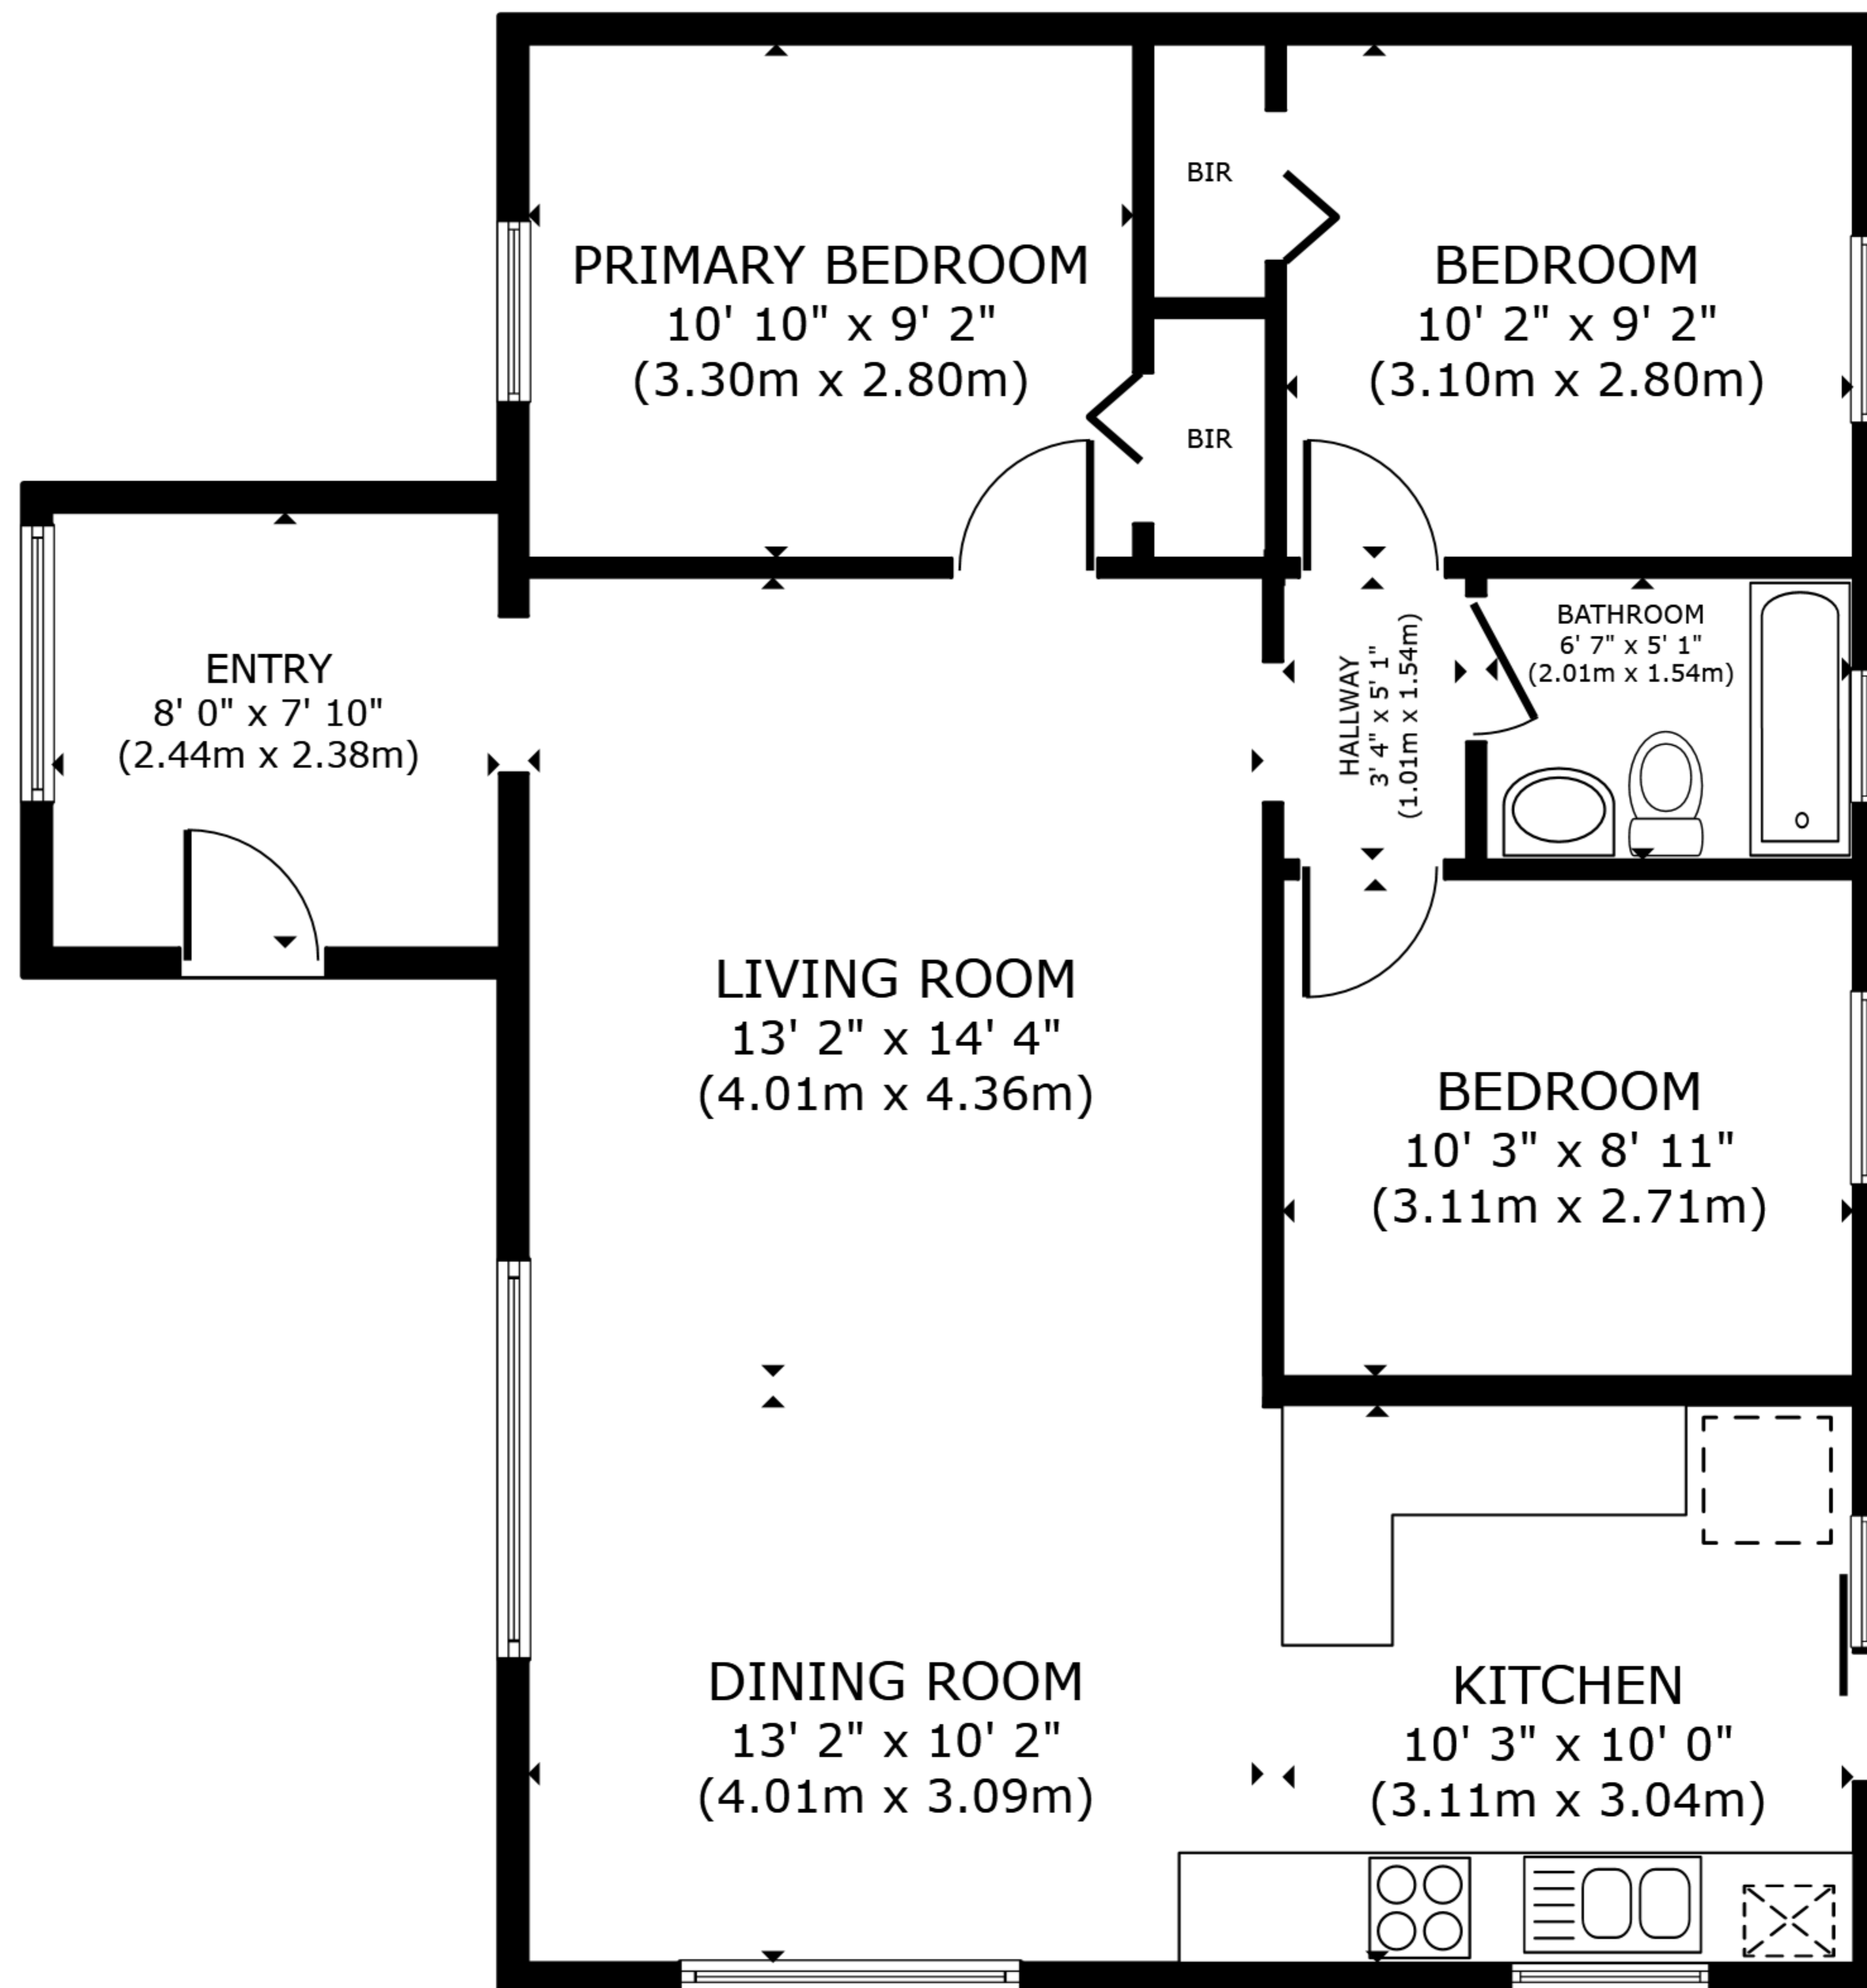 PRIMARY BEDROOM
10' 10" x 9' 2"
(3.30m x 2.80m)
BIR
BEDROOM
10' 2" x 9' 2"
(3.10m x 2.80m)
BIR
ENTRY
8' 0" x 7' 10"
(2.44m x 2.38m)
HALLWAY
3' 4" x 5' 1"
(1.01m x 1.54m)
BATHROOM
6' 7" x 5' 1"
(2.01m x 1.54m)
LIVING ROOM
13' 2" x 14' 4"
(4.01m x 4.36m)
BEDROOM
10' 3" x 8' 11"
(3.11m x 2.71m)
DINING ROOM
13' 2" x 10' 2"
(4.01m x 3.09m)
KITCHEN
10' 3" x 10' 0"
(3.11m x 3.04m)